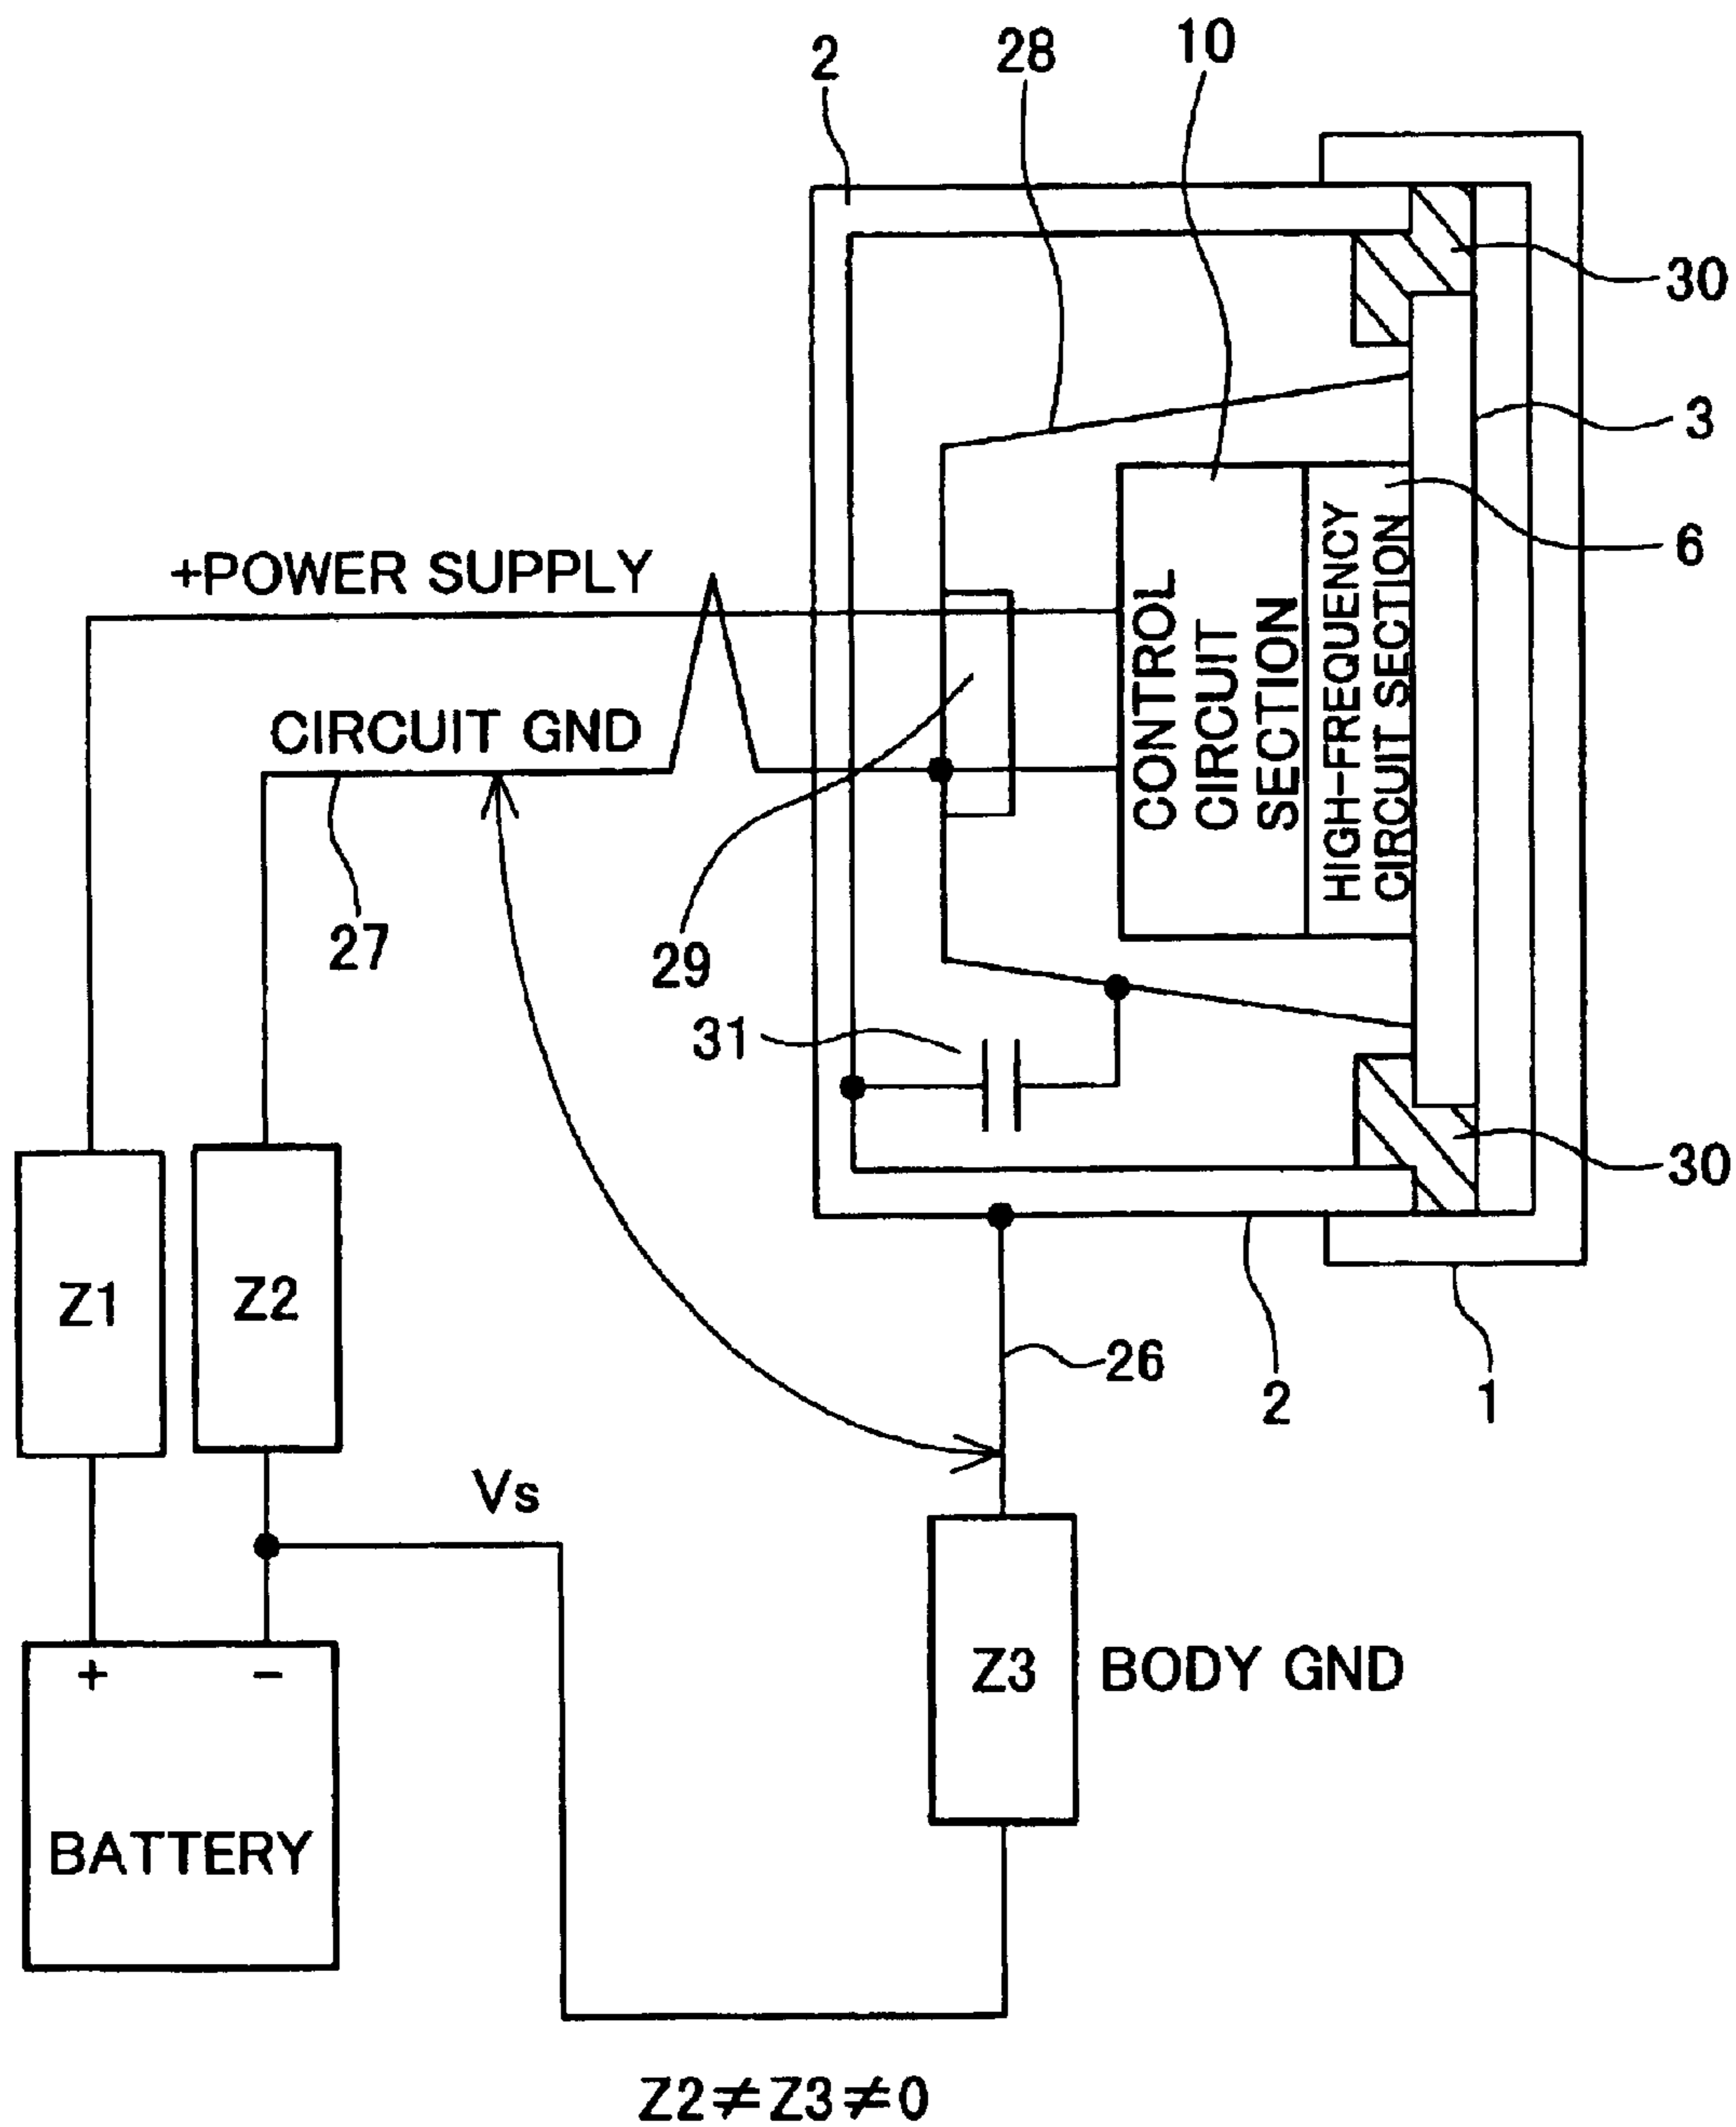 2
28
10
30
3
6
+POWER SUPPLY
CONTROL
CIRCUIT
SECTION
HIGH-FREQUENCY
CIRCUIT SECTION
CIRCUIT GND
27
29
31
30
Z1
Z2
26
2
1
Vs
+
−
BATTERY
Z3
BODY GND
Z2≠Z3≠0